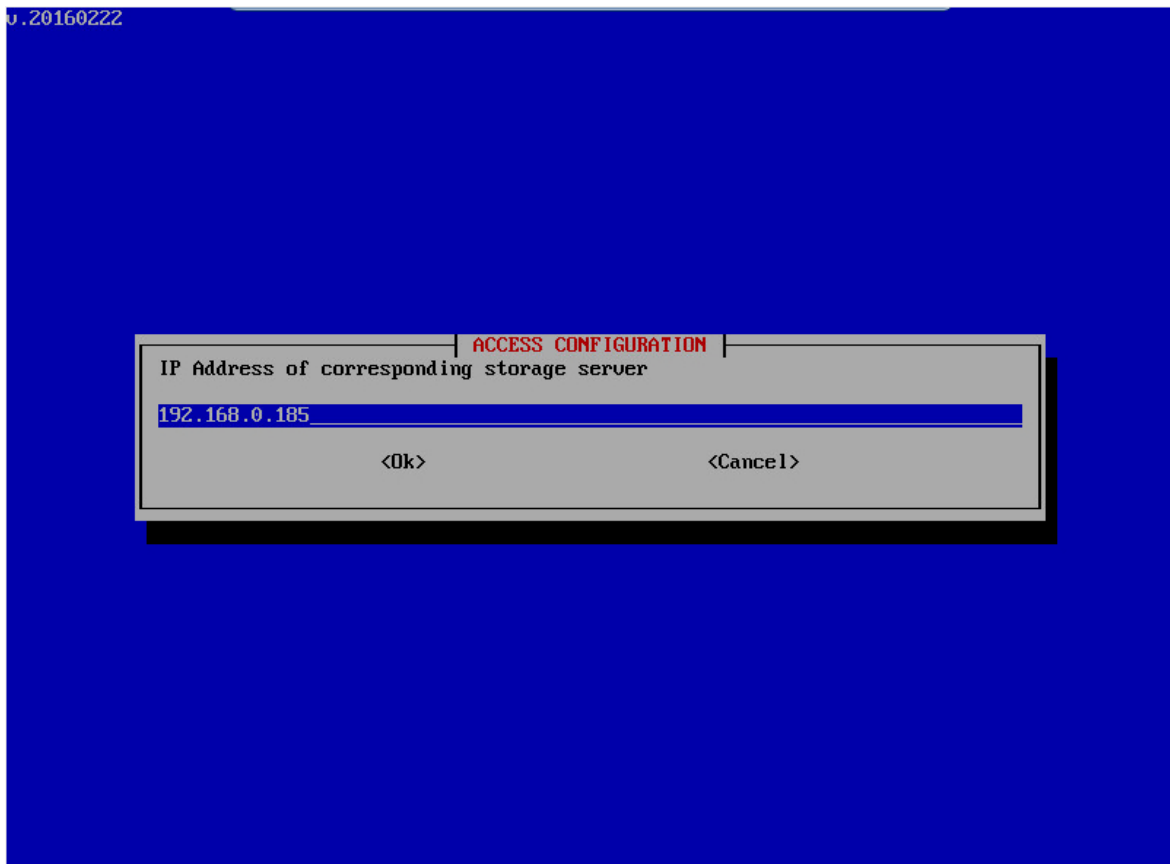 v.20160222
ACCESS CONFIGURATION
IP Address of corresponding storage server
192.168.0.185
<Ok> <Cancel>